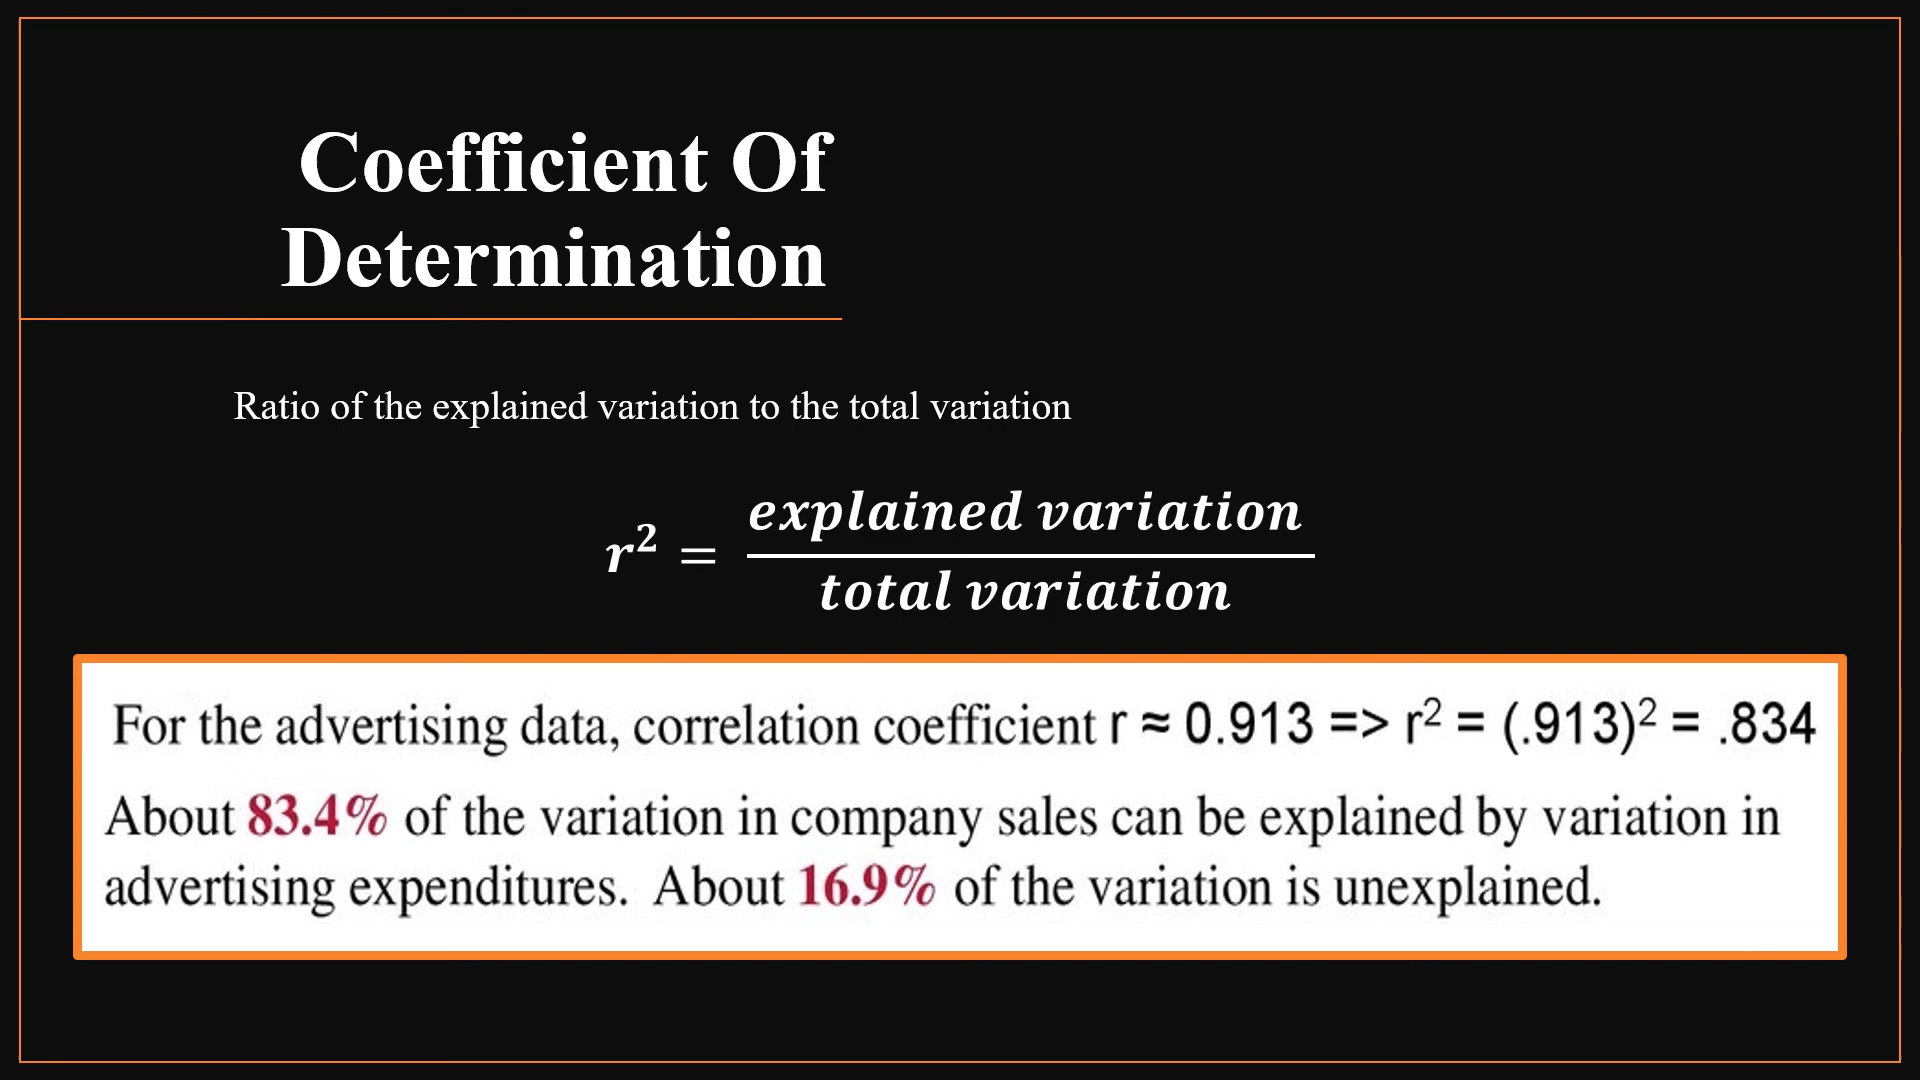 Coefficient Of
Determination
Ratio of the explained variation to the total variation
r² = explained variation / total variation
For the advertising data, correlation coefficient r ≈ 0.913 => r² = (.913)² = .834
About 83.4% of the variation in company sales can be explained by variation in
advertising expenditures. About 16.9% of the variation is unexplained.